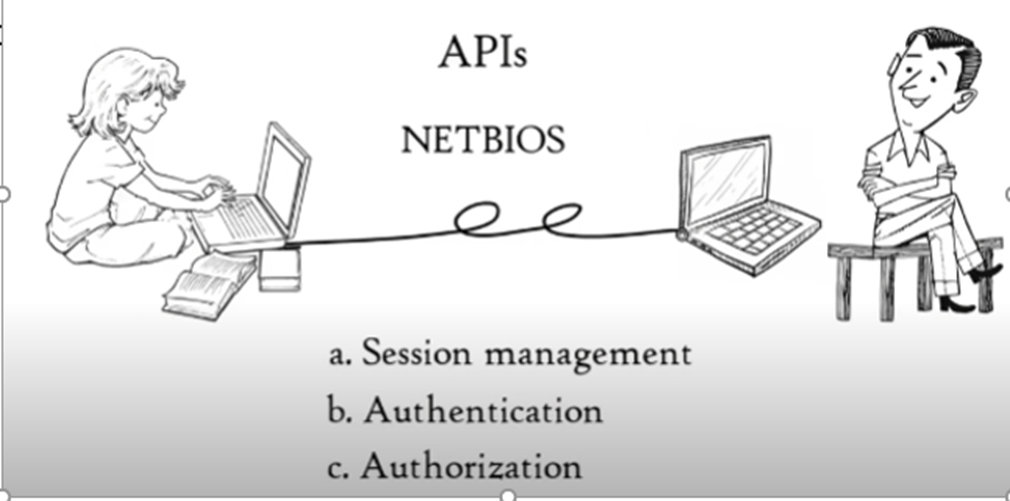 APIs
NETBIOS
a. Session management
b. Authentication
c. Authorization